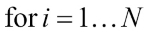 for i = 1…N